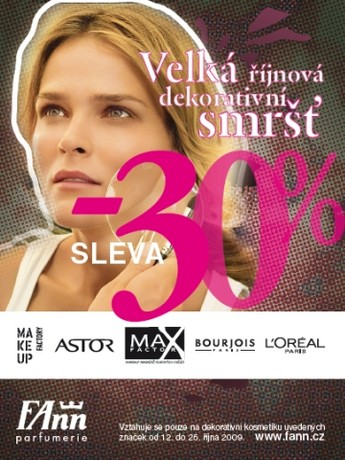 Velká říjnová
dekorativní
smršť
-30%
SLEVA
MAKE UP FACTORY
ASTOR
MAX
FACTOR
BOURJOIS
PARIS
L'ORÉAL
PARIS
FAnn
parfumerie
Vztahuje se pouze na dekorativní kosmetiku uvedených
značek od 12. do 25. října 2009. www.fann.cz